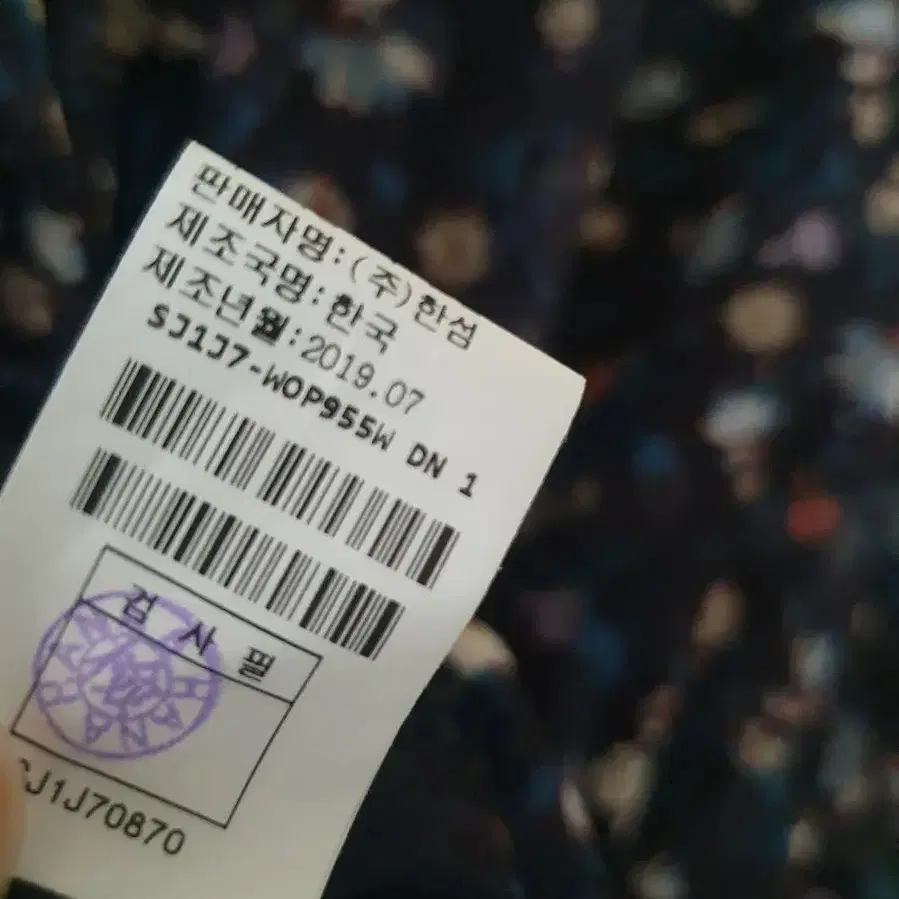 판매자명:(주)한섬
제조국명:한국
제조년월:2019.07
SJ1J7-WOP955W DN 1
검사필
J1J70870